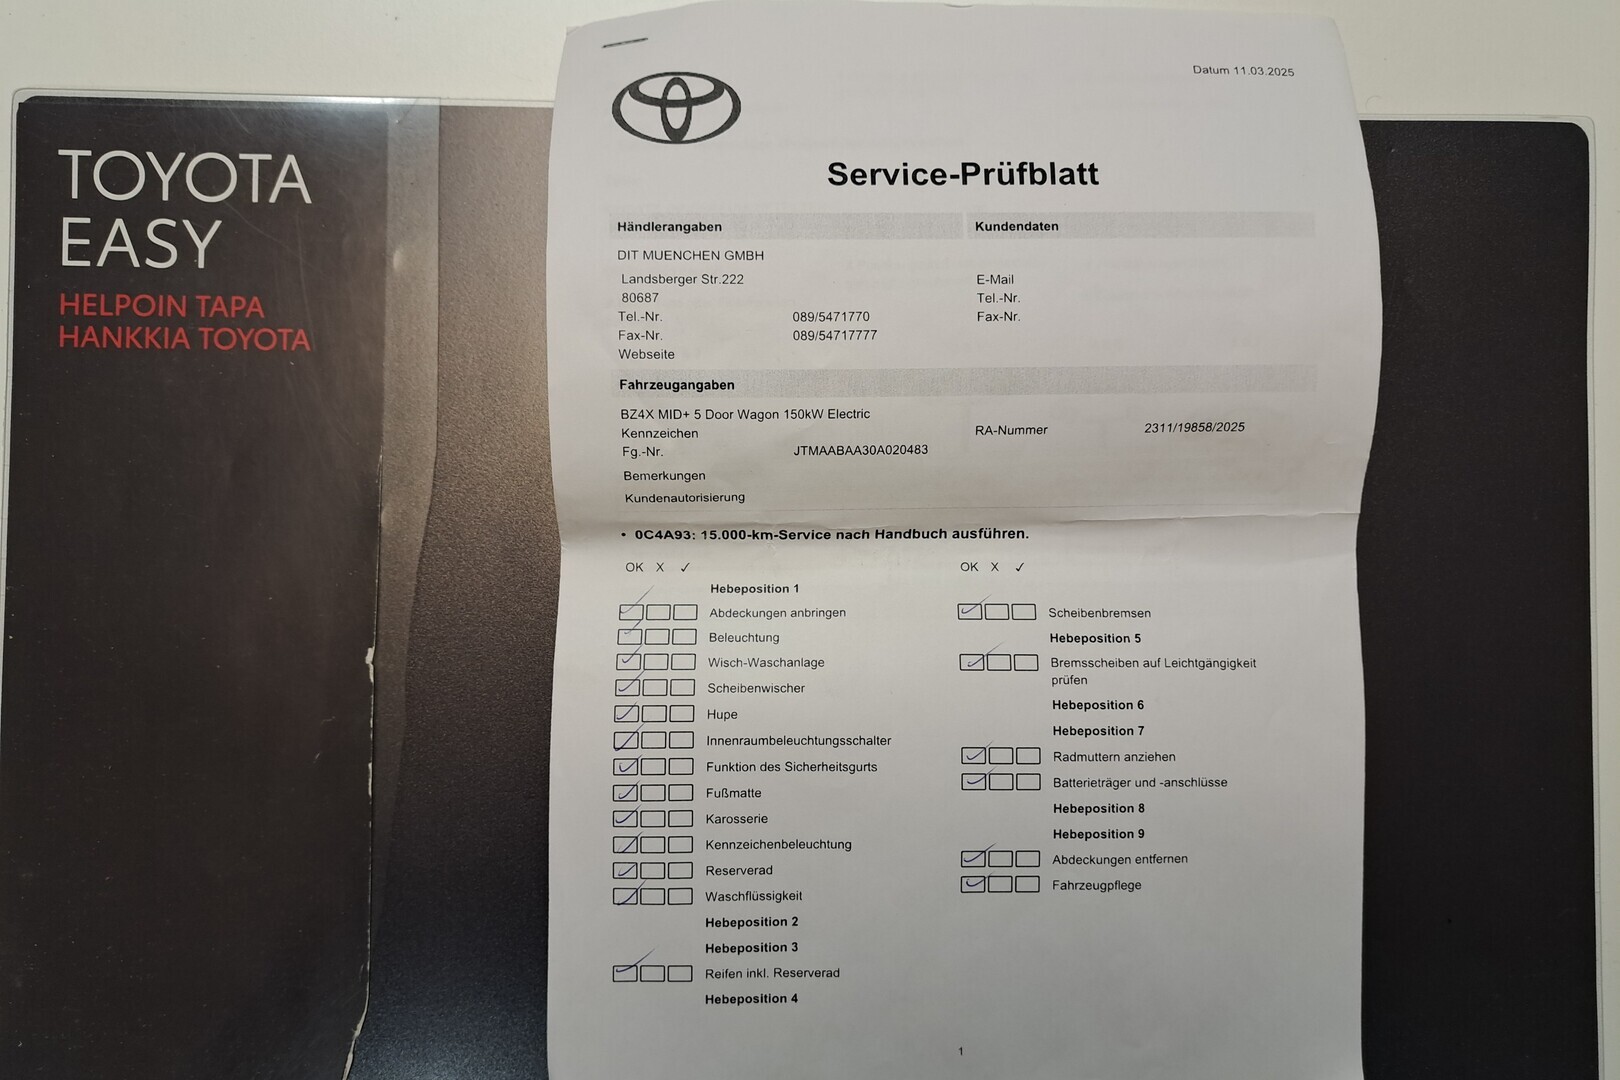 TOYOTA
EASY
HELPOIN TAPA
HANKKIA TOYOTA
Datum 11.03.2025
Service-Prüfblatt
Händlerangaben
Kundendaten
DIT MUENCHEN GMBH
Landsberger Str.222
80687
Tel.-Nr. 089/5471770
Fax-Nr. 089/54717777
Webseite
E-Mail
Tel.-Nr.
Fax-Nr.
Fahrzeugangaben
BZ4X MID+ 5 Door Wagon 150kW Electric
Kennzeichen
RA-Nummer 2311/19858/2025
Fg.-Nr. JTMAABAA30A020483
Bemerkungen
Kundenautorisierung
• 0C4A93: 15.000-km-Service nach Handbuch ausführen.
OK X ✓
Hebeposition 1
Abdeckungen anbringen
Beleuchtung
Wisch-Waschanlage
Scheibenwischer
Hupe
Innenraumbeleuchtungsschalter
Funktion des Sicherheitsgurts
Fußmatte
Karosserie
Kennzeichenbeleuchtung
Reserverad
Waschflüssigkeit
Hebeposition 2
Hebeposition 3
Reifen inkl. Reserverad
Hebeposition 4
OK X ✓
Scheibenbremsen
Hebeposition 5
Bremsscheiben auf Leichtgängigkeit
prüfen
Hebeposition 6
Hebeposition 7
Radmuttern anziehen
Batterieträger und -anschlüsse
Hebeposition 8
Hebeposition 9
Abdeckungen entfernen
Fahrzeugpflege
1